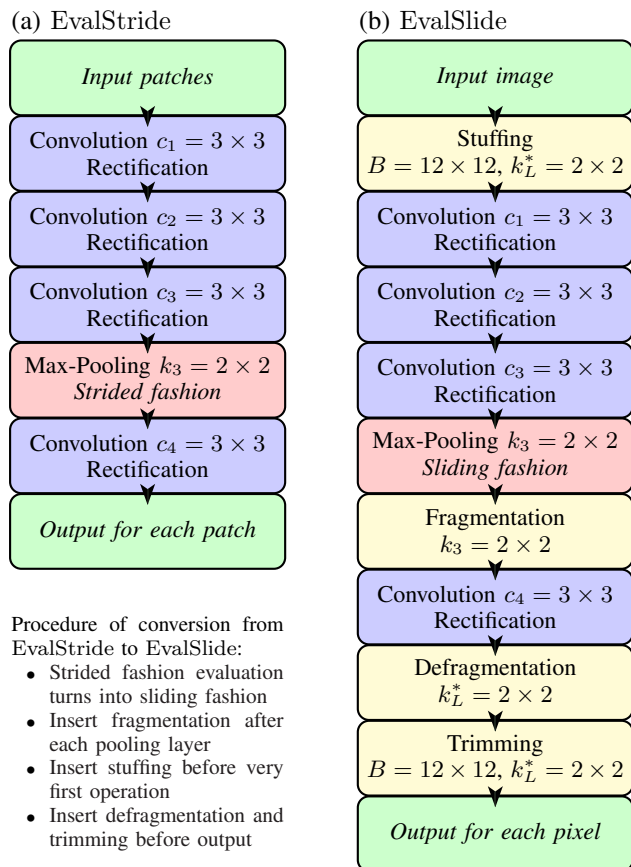 (a) EvalStride
Input patches
Convolution c₁ = 3 × 3
Rectification
Convolution c₂ = 3 × 3
Rectification
Convolution c₃ = 3 × 3
Rectification
Max-Pooling k₃ = 2 × 2
Strided fashion
Convolution c₄ = 3 × 3
Rectification
Output for each patch
Procedure of conversion from
EvalStride to EvalSlide:
• Strided fashion evaluation
turns into sliding fashion
• Insert fragmentation after
each pooling layer
• Insert stuffing before very
first operation
• Insert defragmentation and
trimming before output
(b) EvalSlide
Input image
Stuffing
B = 12 × 12, k*_L = 2 × 2
Convolution c₁ = 3 × 3
Rectification
Convolution c₂ = 3 × 3
Rectification
Convolution c₃ = 3 × 3
Rectification
Max-Pooling k₃ = 2 × 2
Sliding fashion
Fragmentation
k₃ = 2 × 2
Convolution c₄ = 3 × 3
Rectification
Defragmentation
k*_L = 2 × 2
Trimming
B = 12 × 12, k*_L = 2 × 2
Output for each pixel